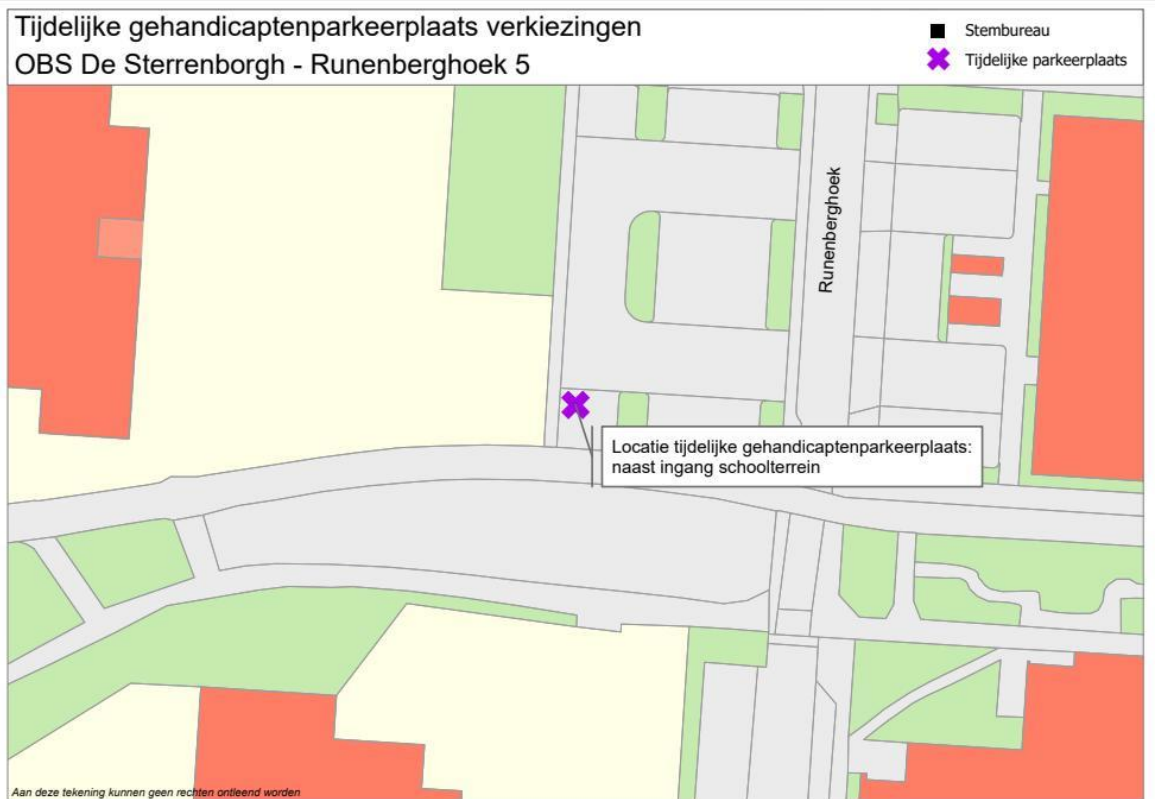 Tijdelijke gehandicaptenparkeerplaats verkiezingen
OBS De Sterrenborgh - Runenberghoek 5
Stembureau
Tijdelijke parkeerplaats
Runenberghoek
Locatie tijdelijke gehandicaptenparkeerplaats:
naast ingang schoolterrein
Aan deze tekening kunnen geen rechten ontleend worden